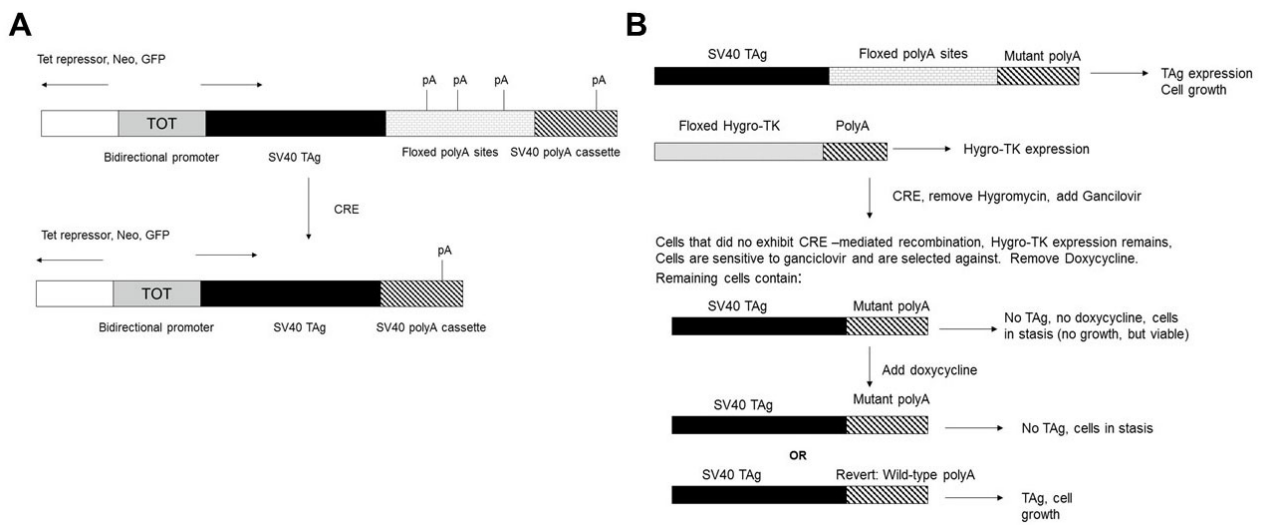 A
Tet repressor, Neo, GFP
pA
pA
pA
pA
TOT
Bidirectional promoter
SV40 TAg
Floxed polyA sites
SV40 polyA cassette
CRE
Tet repressor, Neo, GFP
pA
TOT
Bidirectional promoter
SV40 TAg
SV40 polyA cassette
B
SV40 TAg
Floxed polyA sites
Mutant polyA
TAg expression
Cell growth
Floxed Hygro-TK
PolyA
Hygro-TK expression
CRE, remove Hygromycin, add Gancilovir
Cells that did no exhibit CRE –mediated recombination, Hygro-TK expression remains,
Cells are sensitive to ganciclovir and are selected against. Remove Doxycycline.
Remaining cells contain:
SV40 TAg
Mutant polyA
No TAg, no doxycycline, cells
in stasis (no growth, but viable)
Add doxycycline
SV40 TAg
Mutant polyA
No TAg, cells in stasis
OR
SV40 TAg
Revert: Wild-type polyA
TAg, cell
growth